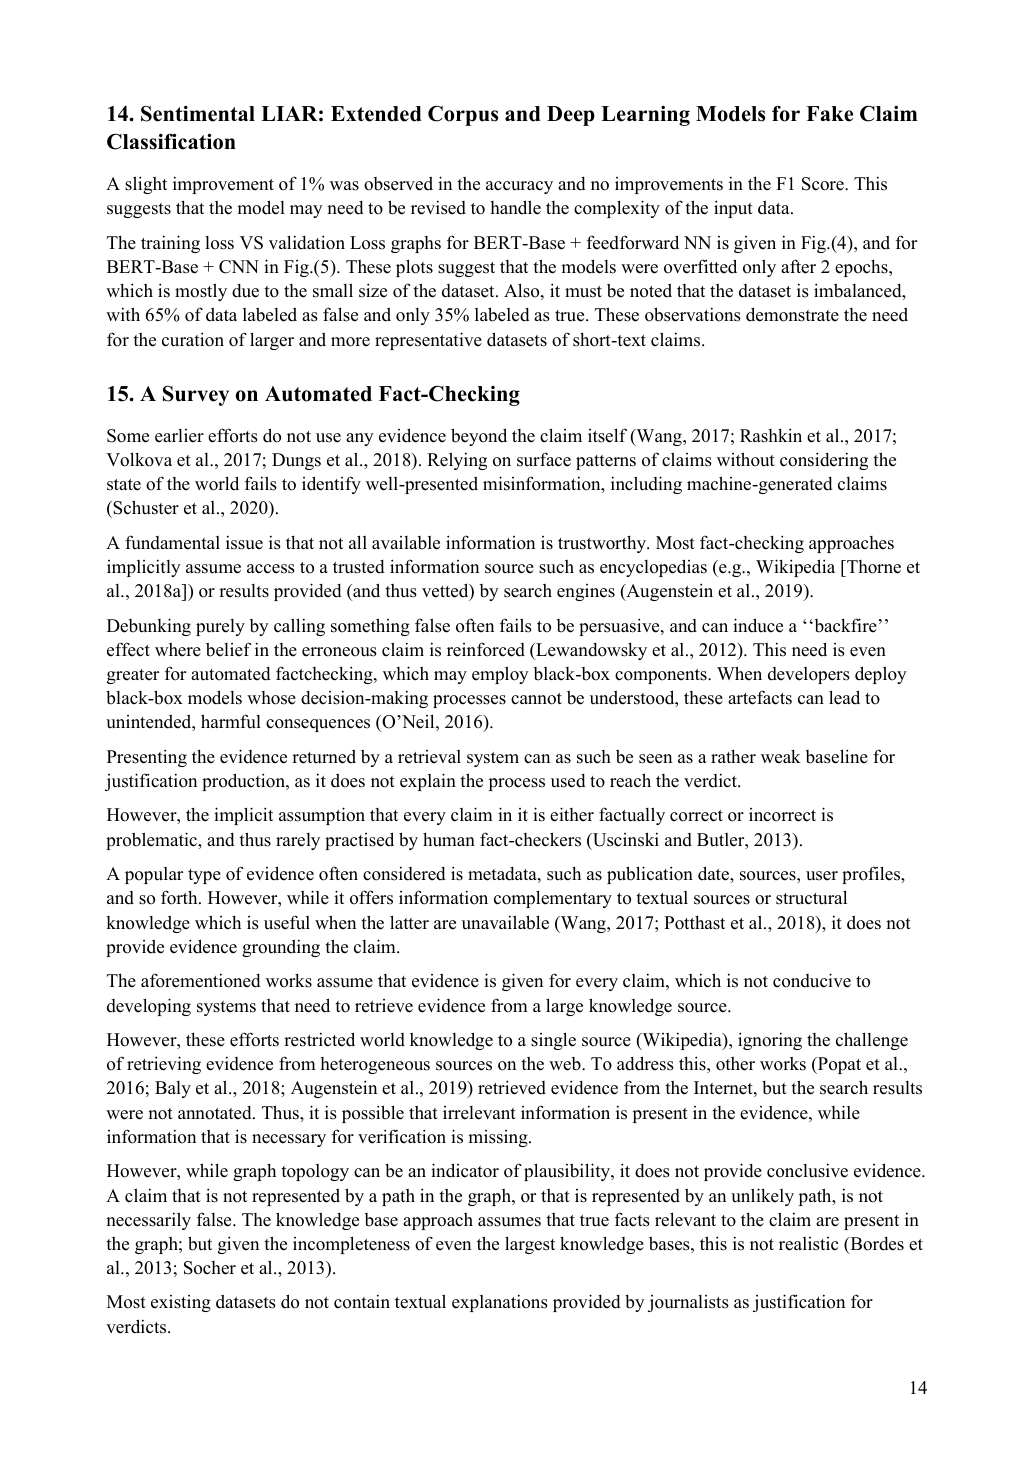 14. Sentimental LIAR: Extended Corpus and Deep Learning Models for Fake Claim
Classification
A slight improvement of 1% was observed in the accuracy and no improvements in the F1 Score. This
suggests that the model may need to be revised to handle the complexity of the input data.
The training loss VS validation Loss graphs for BERT-Base + feedforward NN is given in Fig.(4), and for
BERT-Base + CNN in Fig.(5). These plots suggest that the models were overfitted only after 2 epochs,
which is mostly due to the small size of the dataset. Also, it must be noted that the dataset is imbalanced,
with 65% of data labeled as false and only 35% labeled as true. These observations demonstrate the need
for the curation of larger and more representative datasets of short-text claims.
15. A Survey on Automated Fact-Checking
Some earlier efforts do not use any evidence beyond the claim itself (Wang, 2017; Rashkin et al., 2017;
Volkova et al., 2017; Dungs et al., 2018). Relying on surface patterns of claims without considering the
state of the world fails to identify well-presented misinformation, including machine-generated claims
(Schuster et al., 2020).
A fundamental issue is that not all available information is trustworthy. Most fact-checking approaches
implicitly assume access to a trusted information source such as encyclopedias (e.g., Wikipedia [Thorne et
al., 2018a]) or results provided (and thus vetted) by search engines (Augenstein et al., 2019).
Debunking purely by calling something false often fails to be persuasive, and can induce a ‘‘backfire’’
effect where belief in the erroneous claim is reinforced (Lewandowsky et al., 2012). This need is even
greater for automated factchecking, which may employ black-box components. When developers deploy
black-box models whose decision-making processes cannot be understood, these artefacts can lead to
unintended, harmful consequences (O’Neil, 2016).
Presenting the evidence returned by a retrieval system can as such be seen as a rather weak baseline for
justification production, as it does not explain the process used to reach the verdict.
However, the implicit assumption that every claim in it is either factually correct or incorrect is
problematic, and thus rarely practised by human fact-checkers (Uscinski and Butler, 2013).
A popular type of evidence often considered is metadata, such as publication date, sources, user profiles,
and so forth. However, while it offers information complementary to textual sources or structural
knowledge which is useful when the latter are unavailable (Wang, 2017; Potthast et al., 2018), it does not
provide evidence grounding the claim.
The aforementioned works assume that evidence is given for every claim, which is not conducive to
developing systems that need to retrieve evidence from a large knowledge source.
However, these efforts restricted world knowledge to a single source (Wikipedia), ignoring the challenge
of retrieving evidence from heterogeneous sources on the web. To address this, other works (Popat et al.,
2016; Baly et al., 2018; Augenstein et al., 2019) retrieved evidence from the Internet, but the search results
were not annotated. Thus, it is possible that irrelevant information is present in the evidence, while
information that is necessary for verification is missing.
However, while graph topology can be an indicator of plausibility, it does not provide conclusive evidence.
A claim that is not represented by a path in the graph, or that is represented by an unlikely path, is not
necessarily false. The knowledge base approach assumes that true facts relevant to the claim are present in
the graph; but given the incompleteness of even the largest knowledge bases, this is not realistic (Bordes et
al., 2013; Socher et al., 2013).
Most existing datasets do not contain textual explanations provided by journalists as justification for
verdicts.
14